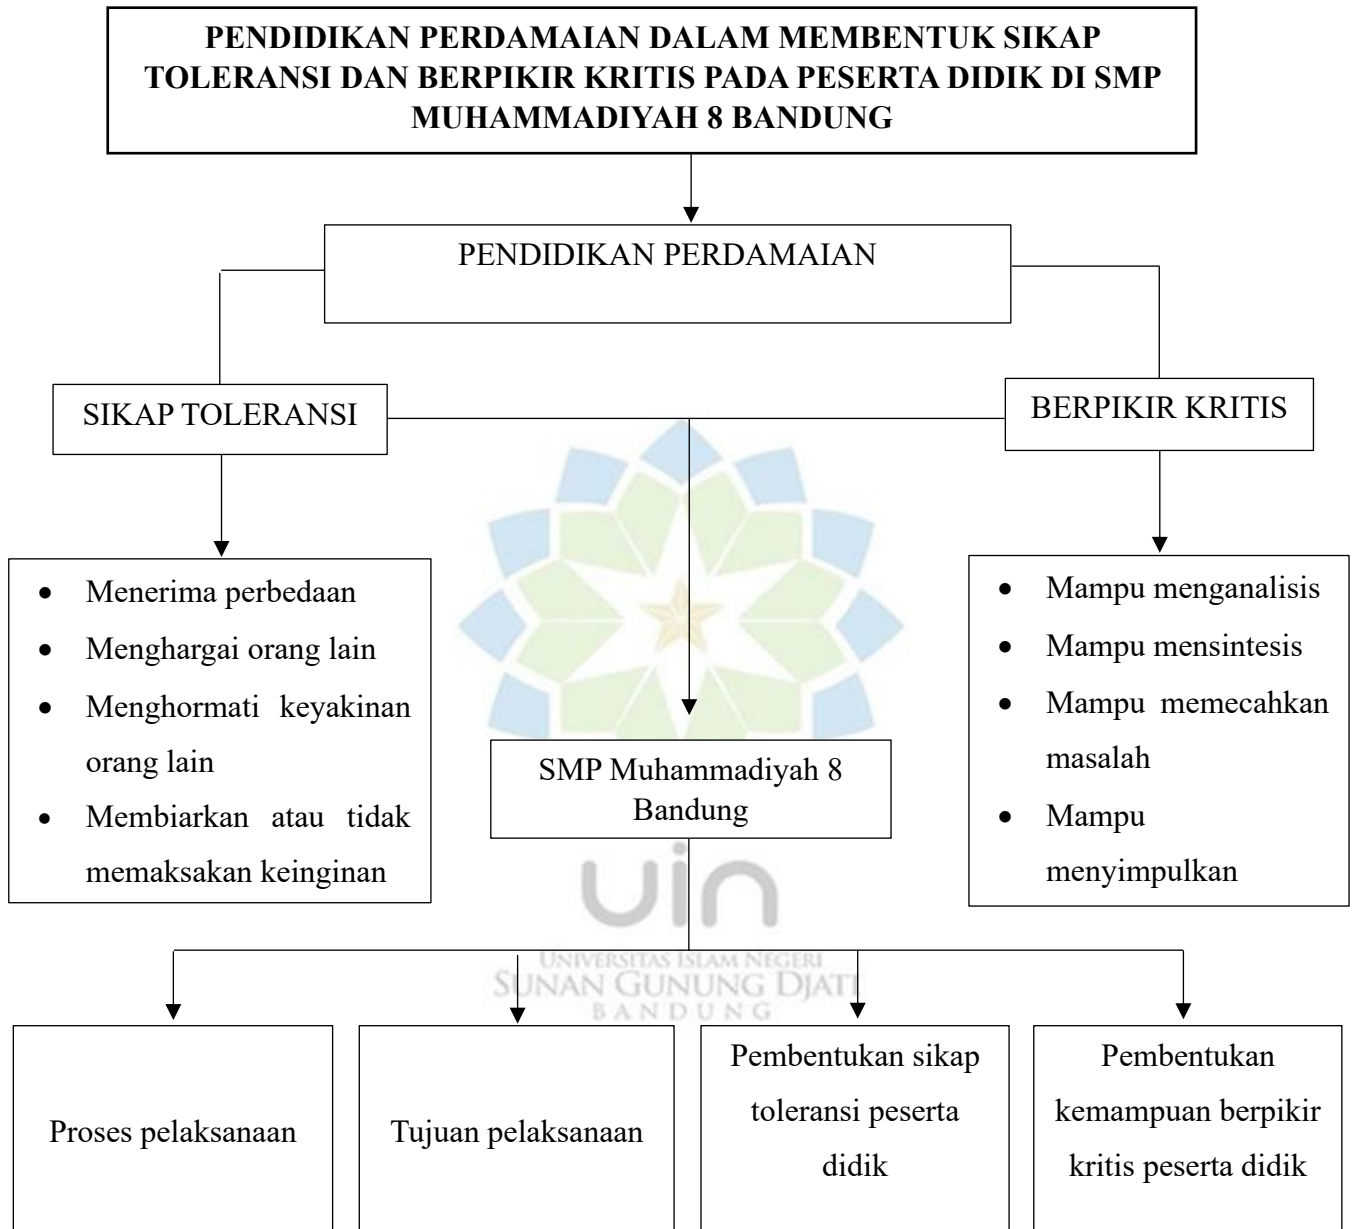 PENDIDIKAN PERDAMAIAN DALAM MEMBENTUK SIKAP
TOLERANSI DAN BERPIKIR KRITIS PADA PESERTA DIDIK DI SMP
MUHAMMADIYAH 8 BANDUNG
PENDIDIKAN PERDAMAIAN
SIKAP TOLERANSI
BERPIKIR KRITIS
• Menerima perbedaan
• Menghargai orang lain
• Menghormati keyakinan
orang lain
• Membiarkan atau tidak
memaksakan keinginan
• Mampu menganalisis
• Mampu mensintesis
• Mampu memecahkan
masalah
• Mampu
menyimpulkan
SMP Muhammadiyah 8
Bandung
uin
UNIVERSITAS ISLAM NEGERI
SUNAN GUNUNG DJATI
BANDUNG
Proses pelaksanaan
Tujuan pelaksanaan
Pembentukan sikap
toleransi peserta
didik
Pembentukan
kemampuan berpikir
kritis peserta didik